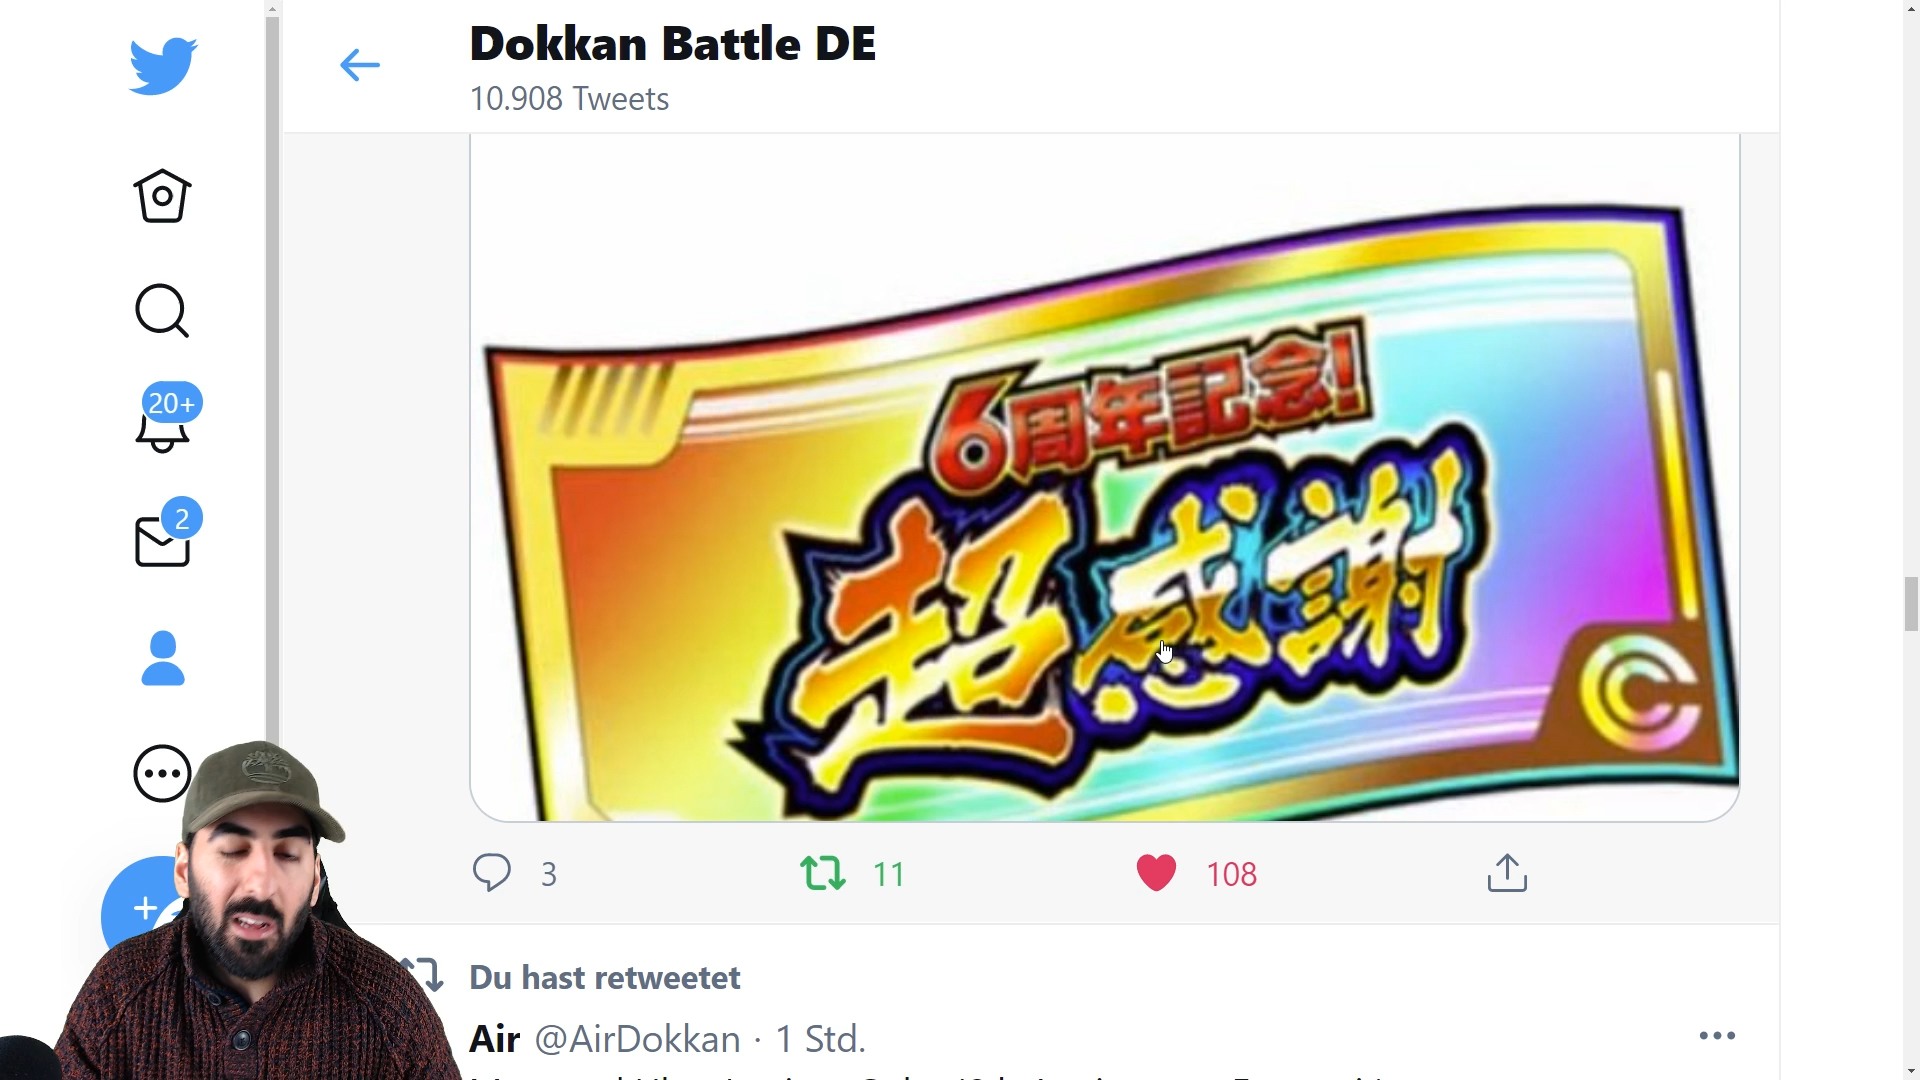 Dokkan Battle DE
10.908 Tweets
20+
2
6周年記念!
超感謝
3
11
108
Du hast retweetet
Air @AirDokkan · 1 Std.